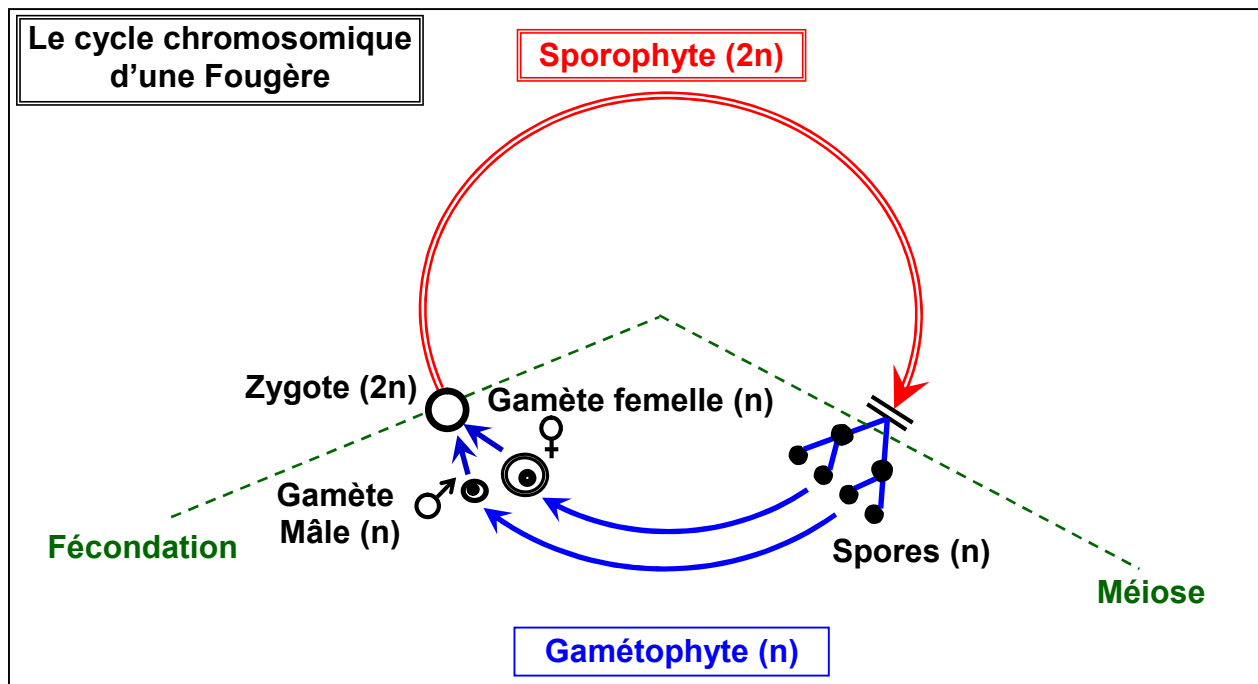 Le cycle chromosomique
d’une Fougère
Sporophyte (2n)
Zygote (2n)
Gamète femelle (n)
Gamète
Mâle (n)
Fécondation
Spores (n)
Méiose
Gamétophyte (n)